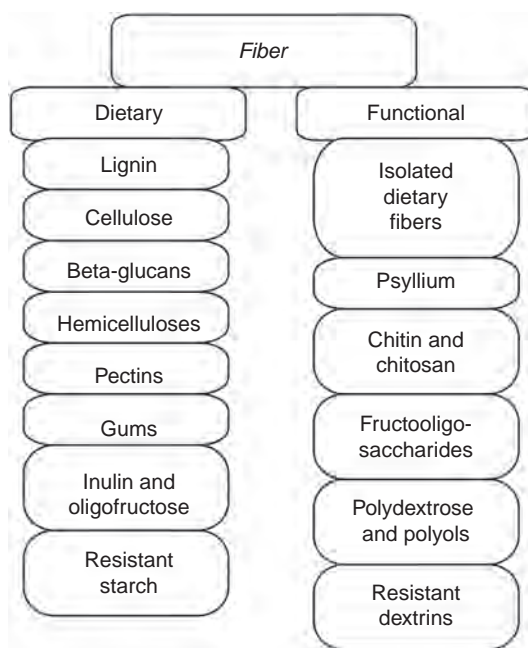 Fiber
Dietary
Lignin
Cellulose
Beta-glucans
Hemicelluloses
Pectins
Gums
Inulin and
oligofructose
Resistant
starch
Functional
Isolated
dietary
fibers
Psyllium
Chitin and
chitosan
Fructooligo-
saccharides
Polydextrose
and polyols
Resistant
dextrins